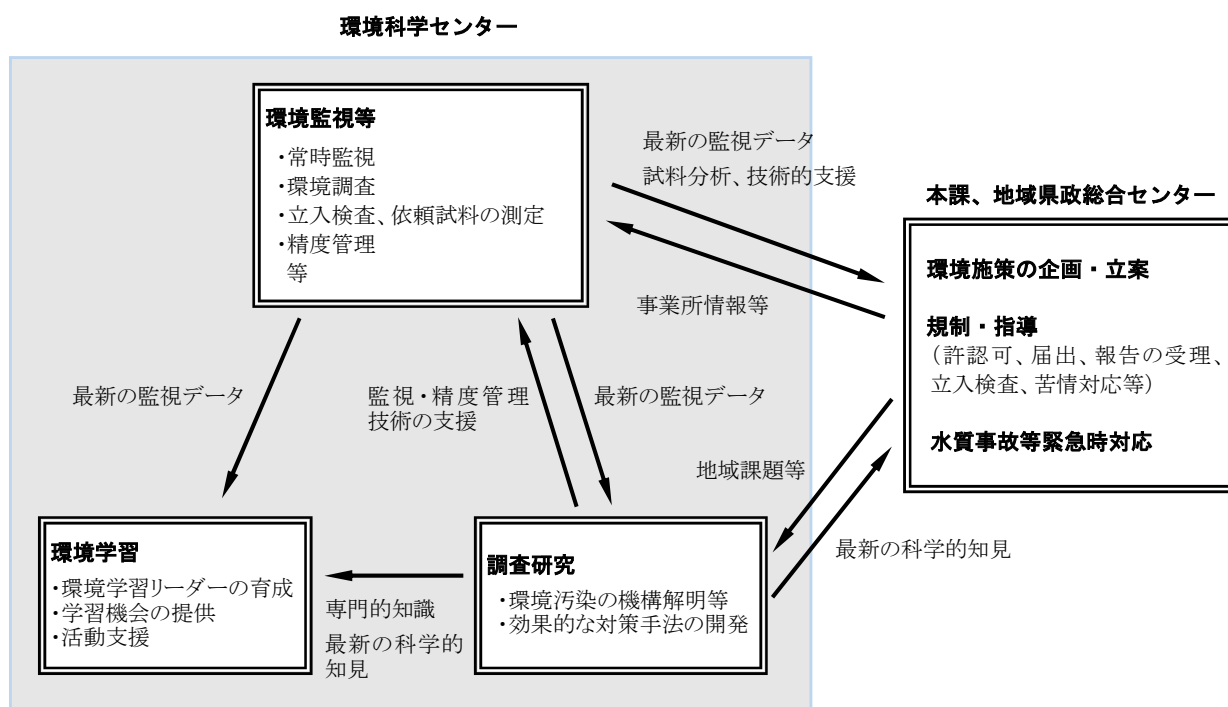 環境科学センター
環境監視等
・常時監視
・環境調査
・立入検査、依頼試料の測定
・精度管理
等
最新の監視データ
試料分析、技術的支援
事業所情報等
本課、地域県政総合センター
環境施策の企画・立案
規制・指導
（許認可、届出、報告の受理、
立入検査、苦情対応等）
水質事故等緊急時対応
最新の監視データ
監視・精度管理
技術の支援
最新の監視データ
地域課題等
最新の科学的知見
環境学習
・環境学習リーダーの育成
・学習機会の提供
・活動支援
専門的知識
最新の科学的
知見
調査研究
・環境汚染の機構解明等
・効果的な対策手法の開発